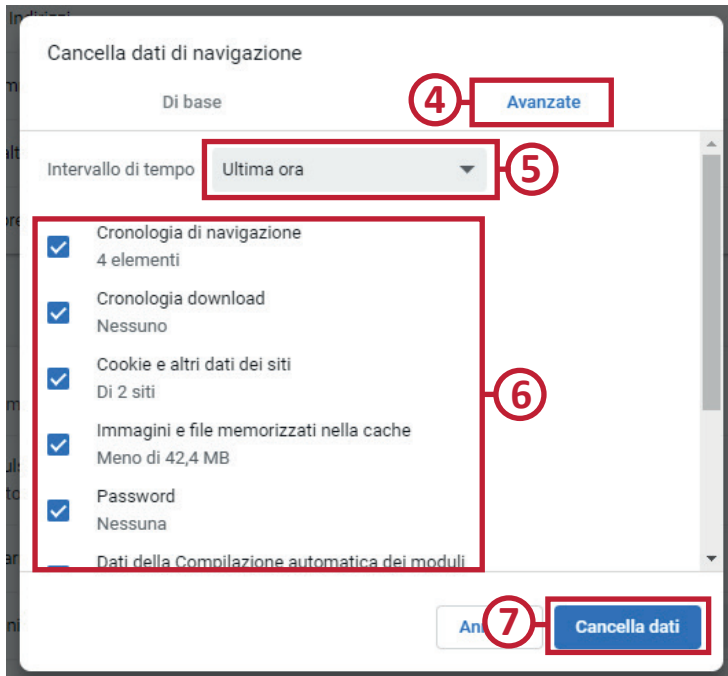 Cancella dati di navigazione
Di base
4
Avanzate
Intervallo di tempo
Ultima ora
5
Cronologia di navigazione
4 elementi
Cronologia download
Nessuno
Cookie e altri dati dei siti
Di 2 siti
6
Immagini e file memorizzati nella cache
Meno di 42,4 MB
Password
Nessuna
Dati della Compilazione automatica dei moduli
7
Cancella dati